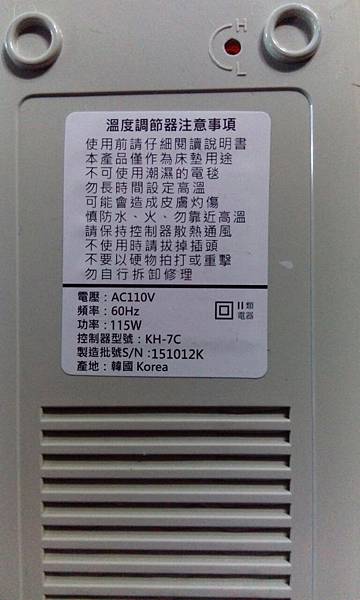 H
L
溫度調節器注意事項
使用前請仔細閱讀說明書
本產品僅作為床墊用途
不可使用潮濕的電毯
勿長時間設定高溫
可能會造成皮膚灼傷
慎防水、火、勿靠近高溫
請保持控制器散熱通風
不使用時請拔掉插頭
不要以硬物拍打或重擊
勿自行拆卸修理
電壓：AC110V
頻率：60Hz
功率：115W
II類
電器
控制器型號：KH-7C
製造批號S/N:151012K
產地：韓國 Korea